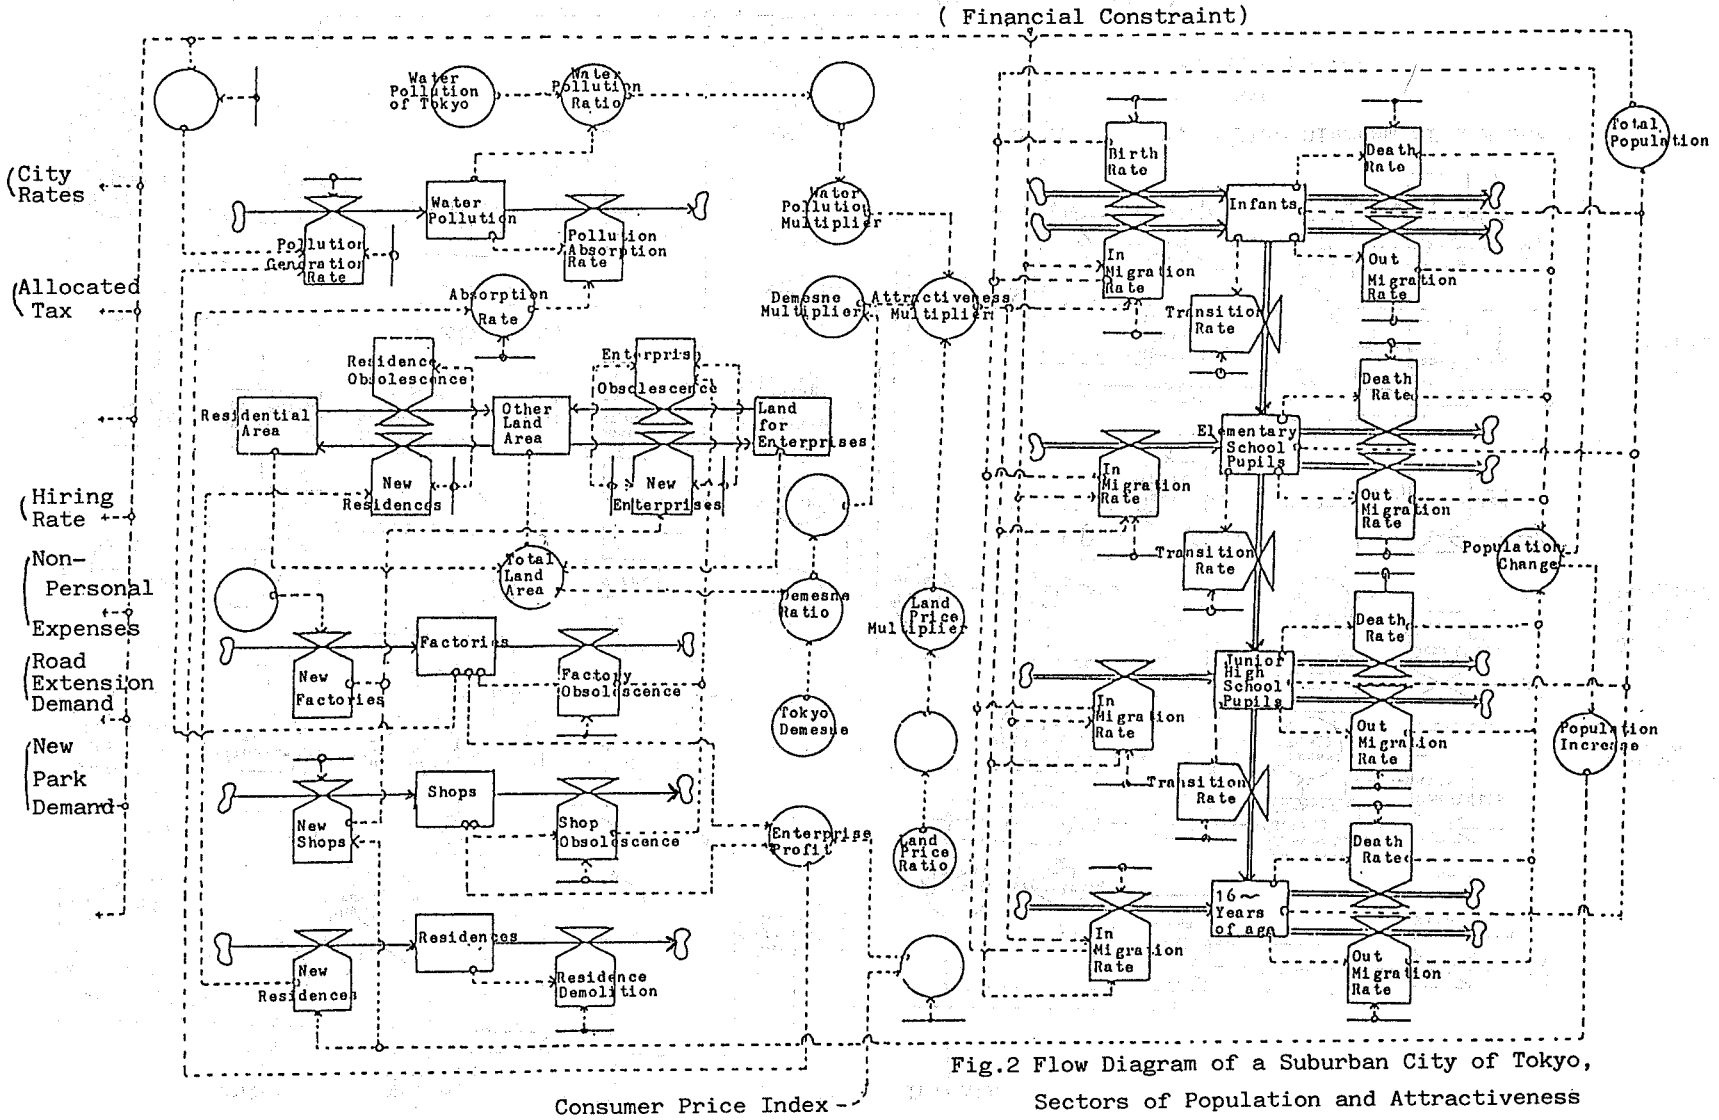 ( Financial Constraint)
Water
Pollution
of Tokyo
Water
Pollution
Ratio
Total
Population
Birth
Rate
Death
Rate
(City
Rates
Water
Pollution
Water
Pollution
Multiplier
Infants
Pollution
Generation
Rate
Pollution
Absorption
Rate
In
Migration
Rate
Out
Migration
Rate
(Allocated
Tax
Absorption
Rate
Demesne
Multiplier
Attractiveness
Multiplier
Transition
Rate
Residence
Obsolescence
Enterprise
Obsolescence
Death
Rate
Residential
Area
Other
Land
Area
Land
for
Enterprises
Elementary
School
Pupils
In
Migration
Rate
Out
Migration
Rate
(Hiring
Rate
New
Residences
New
Enterprises
Non-
Personal
Expenses
Total
Land
Area
Demesne
Ratio
Transition
Rate
Population
Change
Land
Price
Multiplier
Death
Rate
Road
Extension
Demand
Factories
New
Factories
Factory
Obsolescence
Tokyo
Demesne
Junior
High
School
Pupils
In
Migration
Rate
Out
Migration
Rate
Population
Increase
New
Park
Demand
Shops
New
Shops
Shop
Obsolescence
Enterprise
Profit
Land
Price
Ratio
Transition
Rate
Death
Rate
16~
Years
of age
Residences
New
Residences
Residence
Demolition
In
Migration
Rate
Out
Migration
Rate
Fig.2 Flow Diagram of a Suburban City of Tokyo,
Sectors of Population and Attractiveness
Consumer Price Index